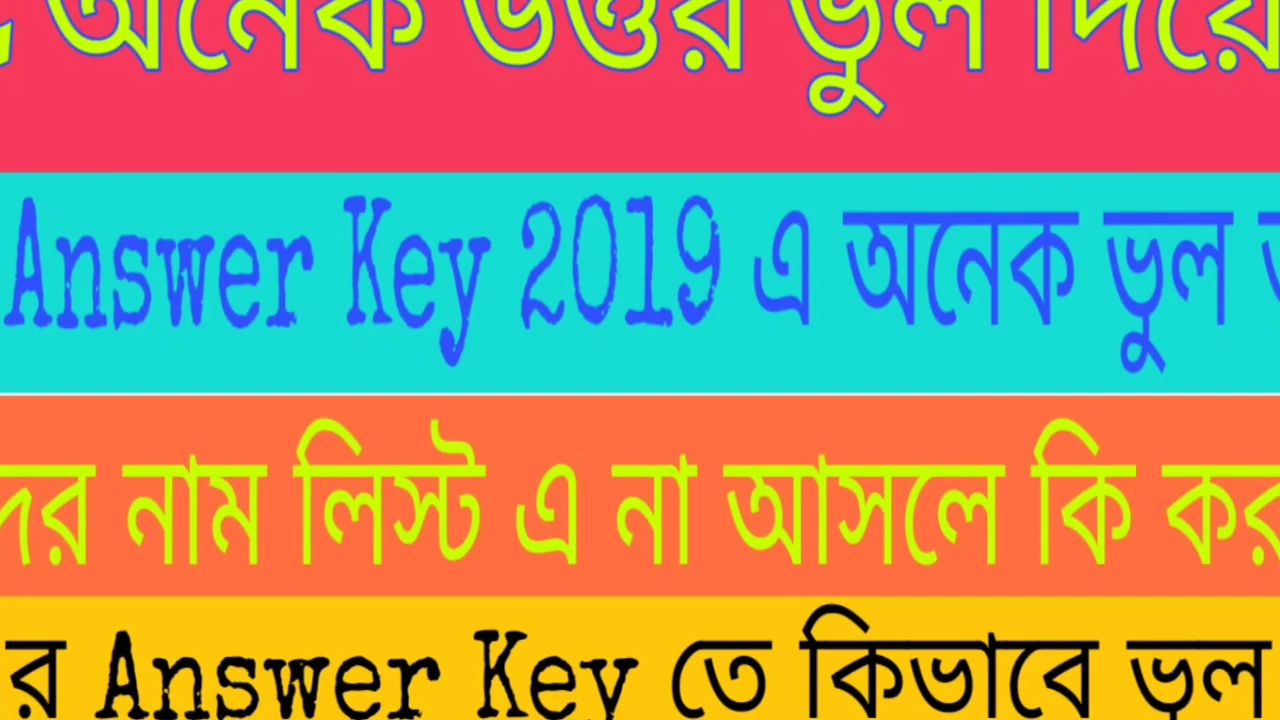 অনেক উত্তর ভুল দিয়ে
Answer Key 2019 এ অনেক ভুল
দের নাম লিস্ট এ না আসলে কি কর
র Answer Key তে কিভাবে ভুল